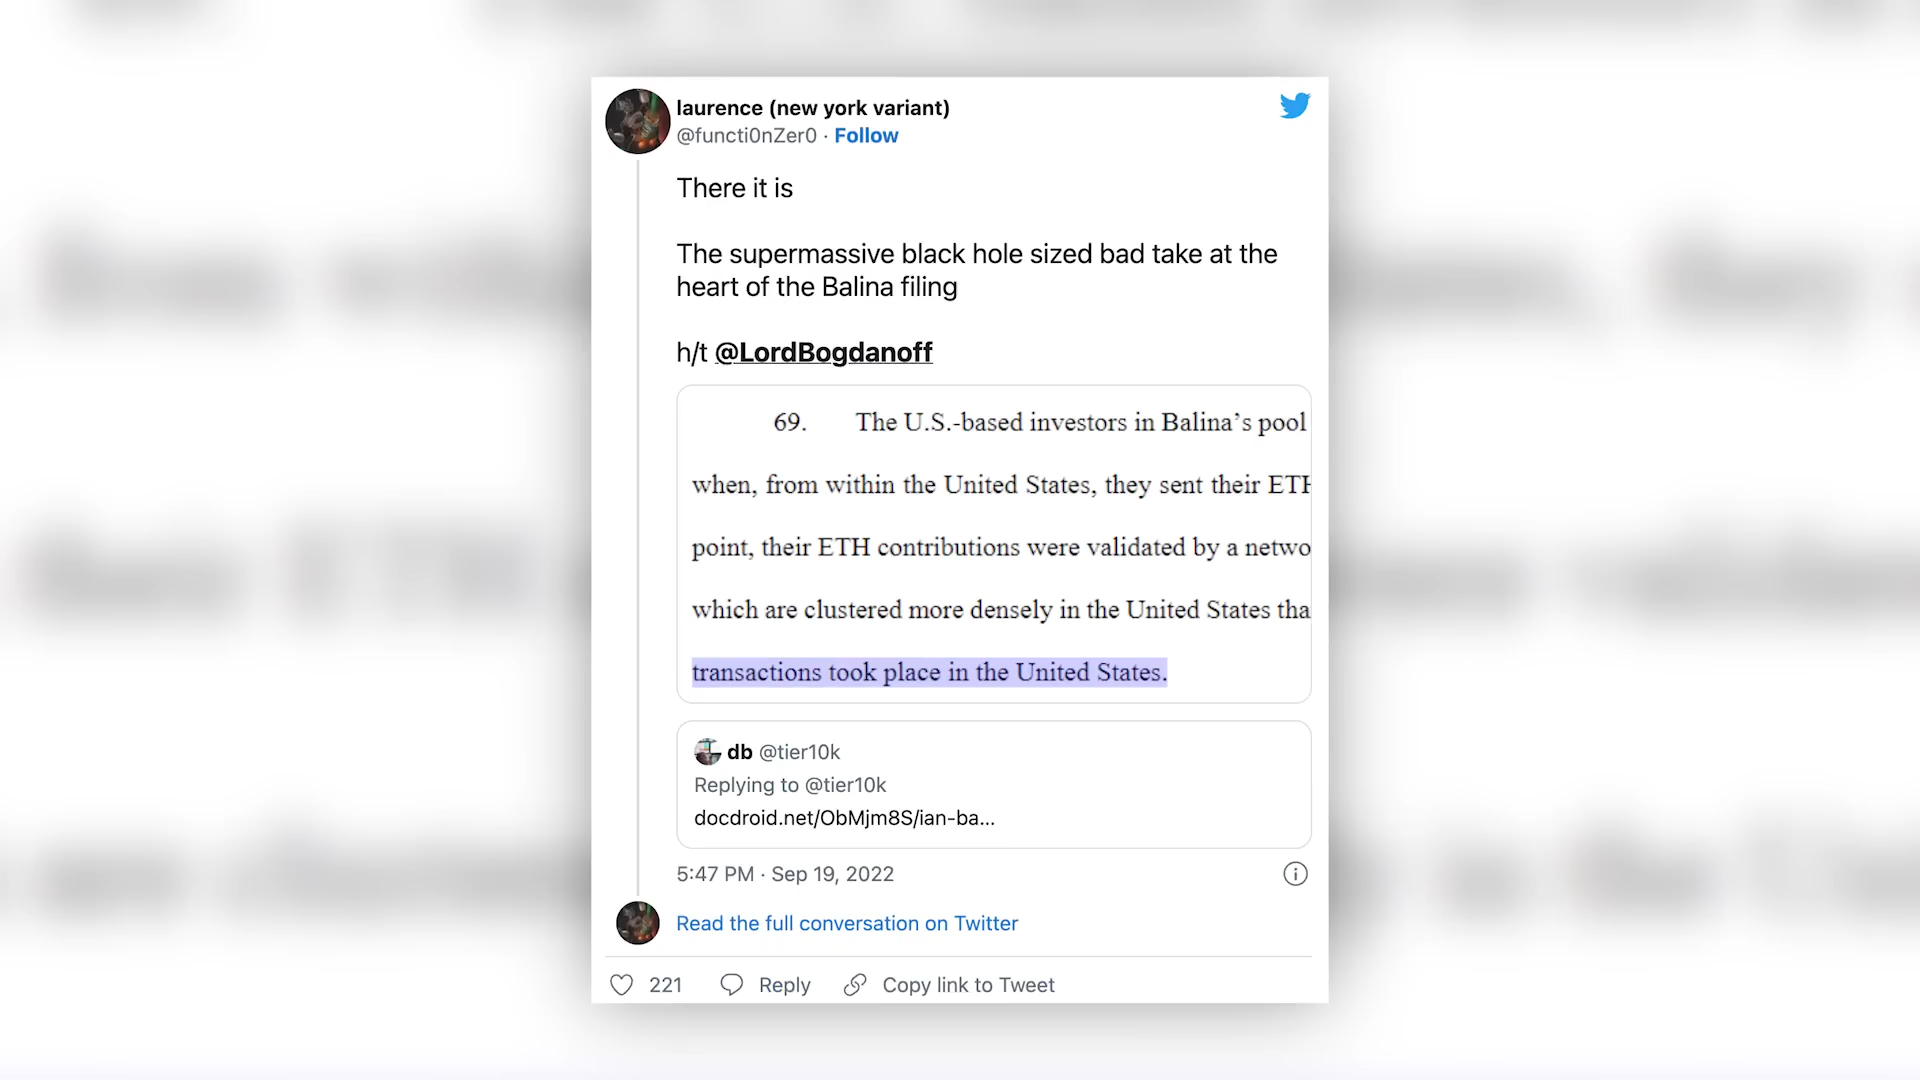 laurence (new york variant)
@functi0nZer0 · Follow
There it is
The supermassive black hole sized bad take at the
heart of the Balina filing
h/t @LordBogdanoff
69. The U.S.-based investors in Balina’s pool
when, from within the United States, they sent their ETH
point, their ETH contributions were validated by a netwo
which are clustered more densely in the United States tha
transactions took place in the United States.
db @tier10k
Replying to @tier10k
docdroid.net/ObMjm8S/ian-ba...
5:47 PM · Sep 19, 2022
Read the full conversation on Twitter
221 Reply Copy link to Tweet